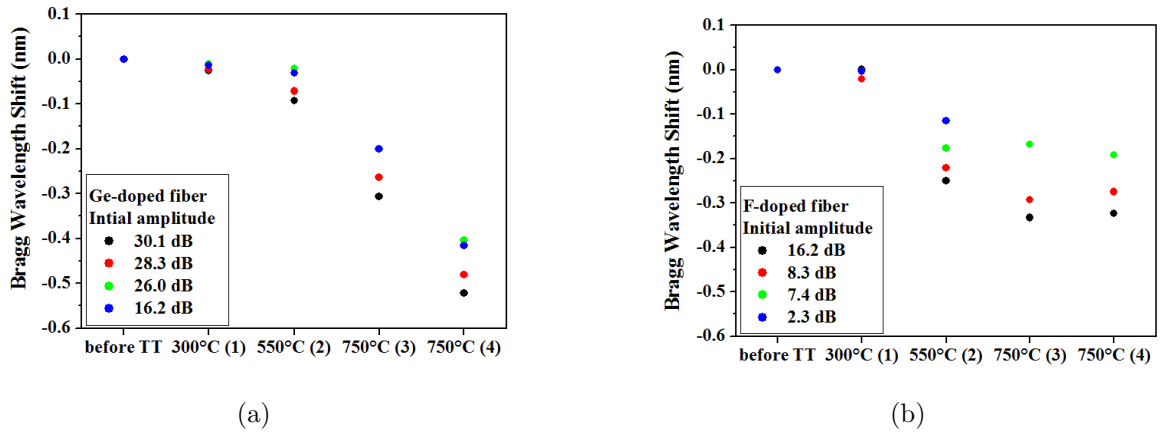 0.1
0.0
-0.1
-0.2
-0.3
-0.4
-0.5
-0.6
Bragg Wavelength Shift (nm)
Ge-doped fiber
Intial amplitude
30.1 dB
28.3 dB
26.0 dB
16.2 dB
before TT 300°C (1) 550°C (2) 750°C (3) 750°C (4)
(a)
0.1
0.0
-0.1
-0.2
-0.3
-0.4
-0.5
-0.6
Bragg Wavelength Shift (nm)
F-doped fiber
Initial amplitude
16.2 dB
8.3 dB
7.4 dB
2.3 dB
before TT 300°C (1) 550°C (2) 750°C (3) 750°C (4)
(b)